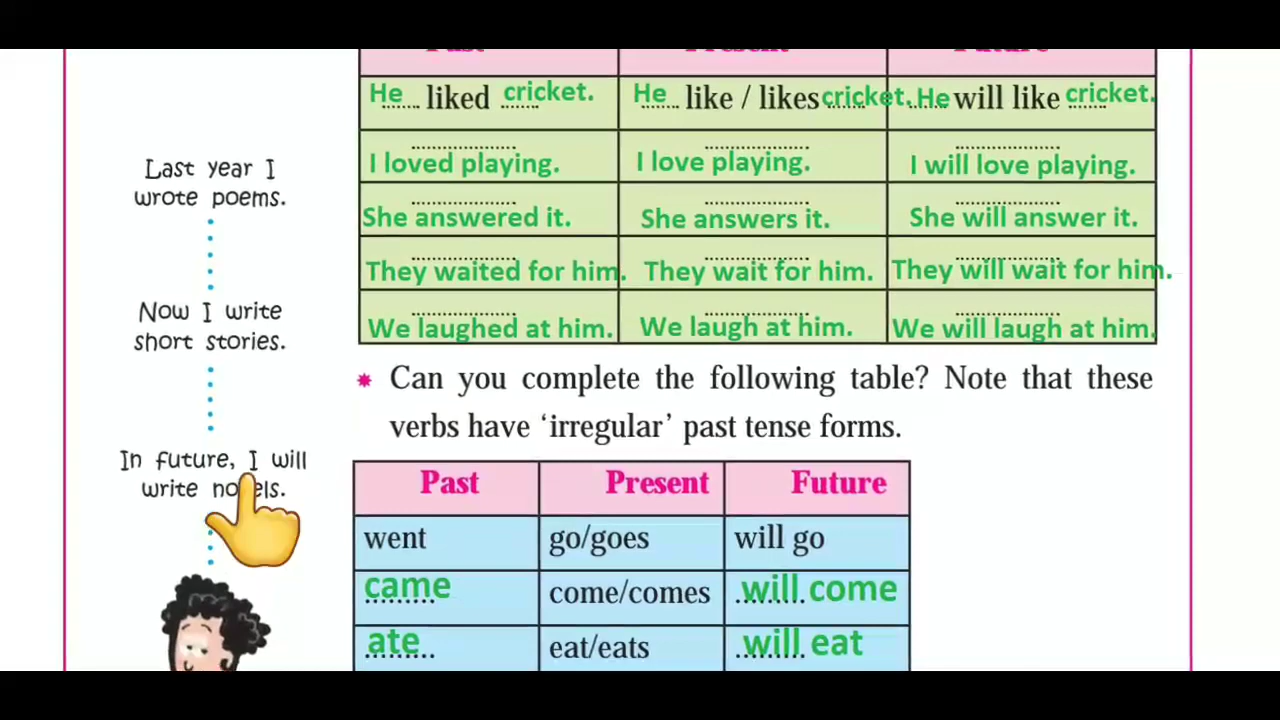 Past Present Future
He liked cricket. He like / likes cricket. He will like cricket.
I loved playing. I love playing. I will love playing.
She answered it. She answers it. She will answer it.
They waited for him. They wait for him. They will wait for him.
We laughed at him. We laugh at him. We will laugh at him.
Last year I
wrote poems.
Now I write
short stories.
In future, I will
write novels.
Can you complete the following table? Note that these
verbs have ‘irregular’ past tense forms.
Past Present Future
went go/goes will go
came come/comes will come
ate eat/eats will eat